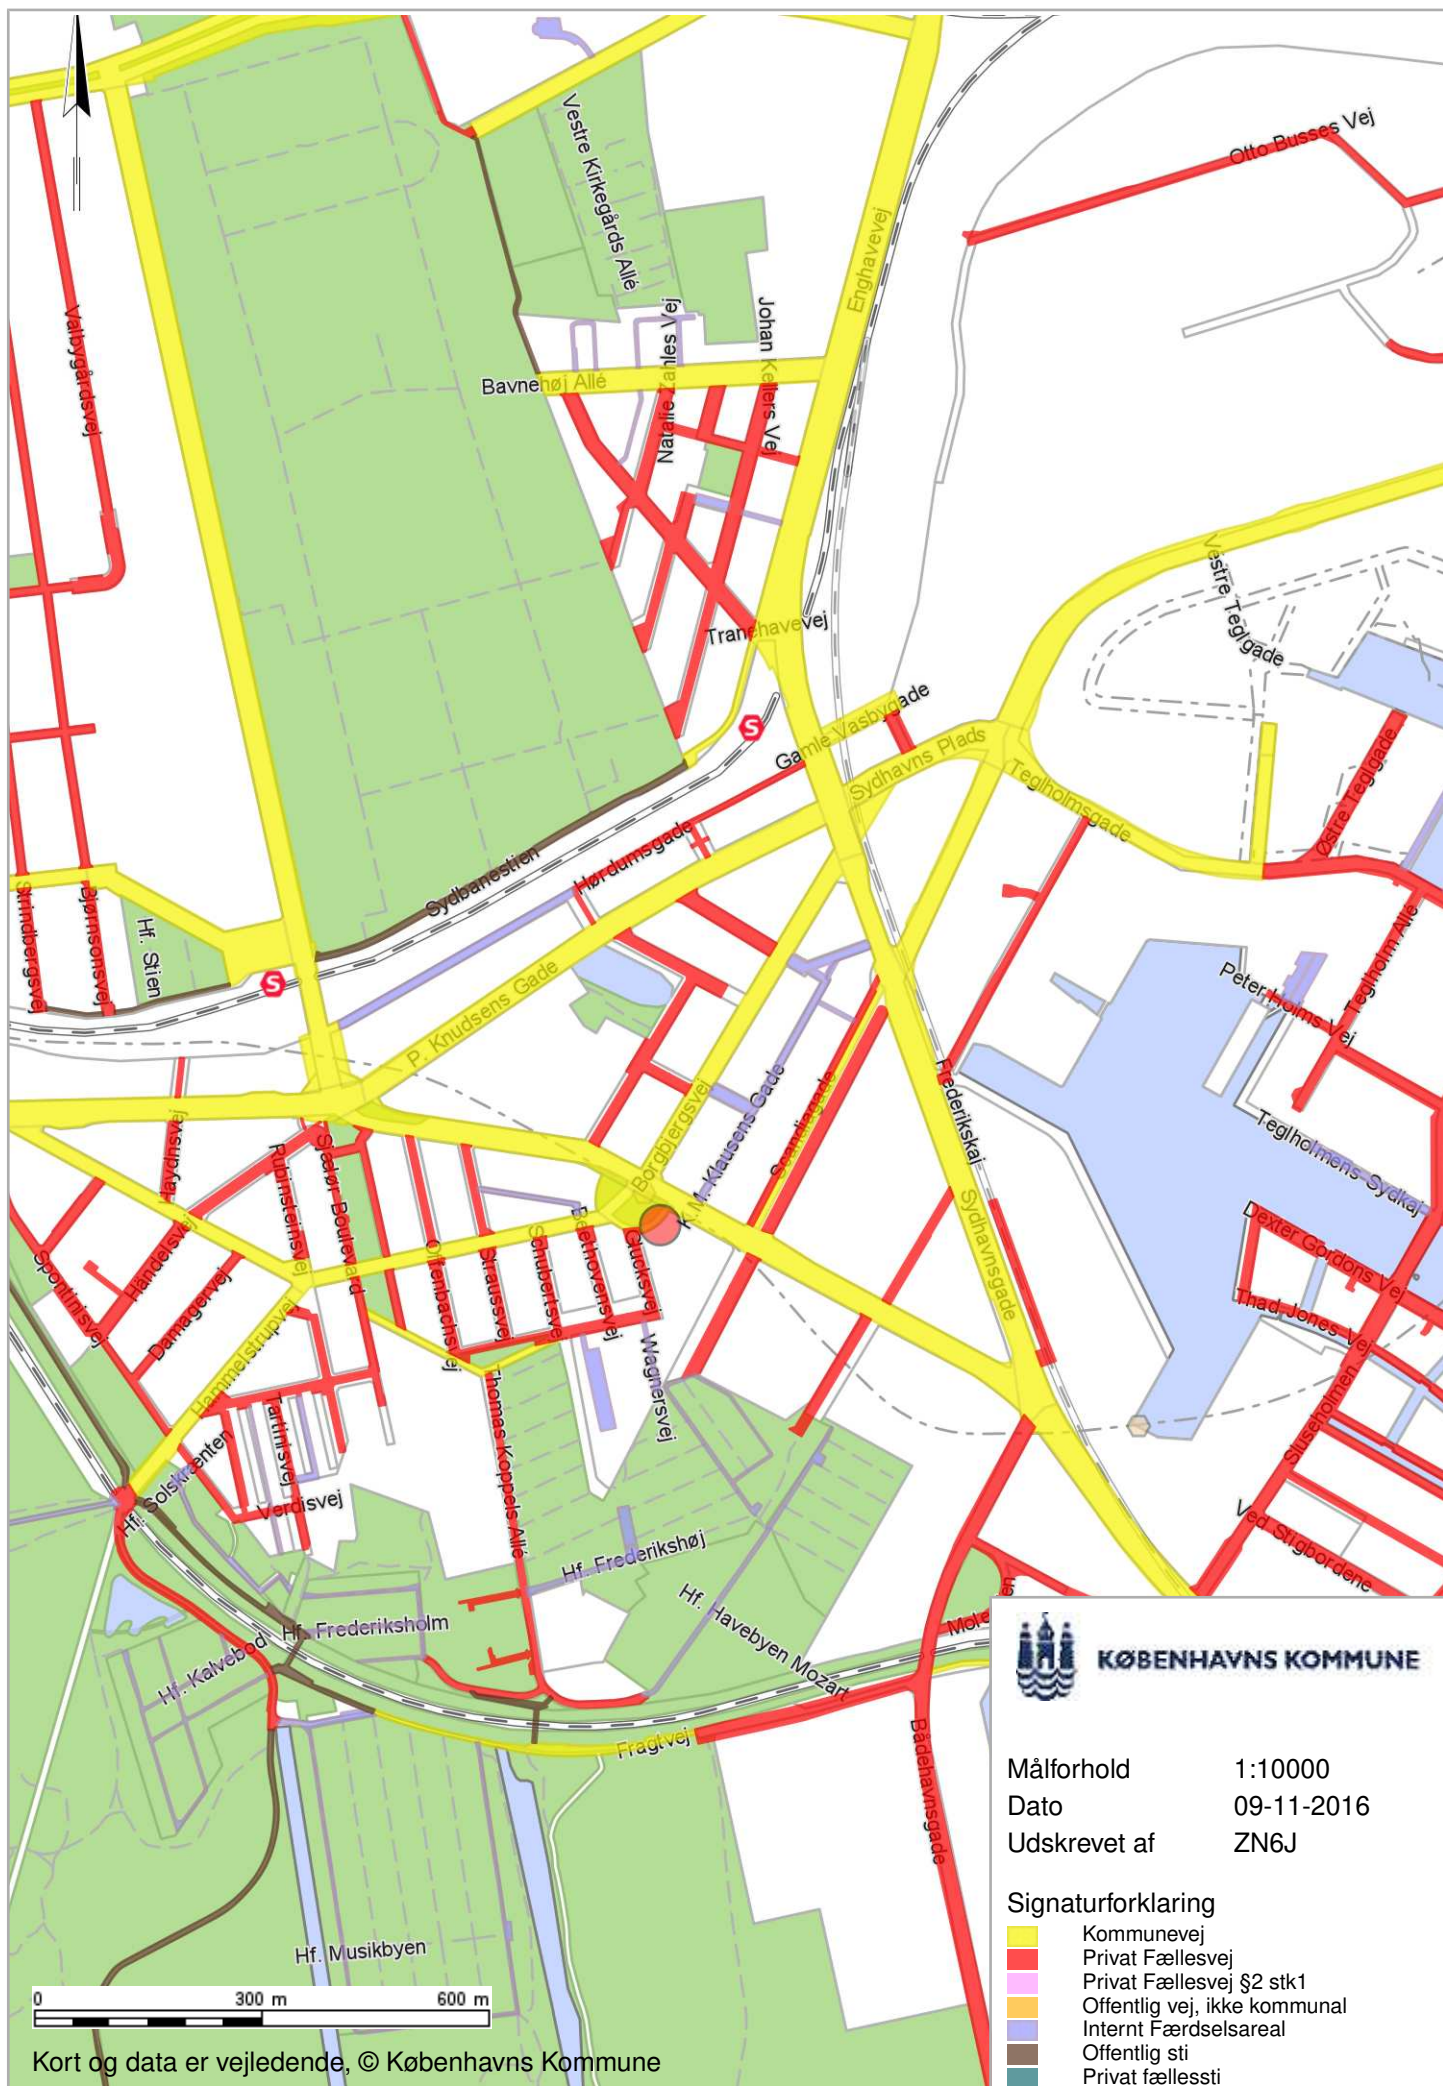 Otto Busses Vej
Vestre Kirkegårds Allé
Enghavevej
Valbygårdsvej
Natalie Zahles Vej
Johan Kellers Vej
Bavnehøj Allé
Vestre Teglgade
Tranehavevej
S
Gamle Vasbygade
Sydhavns Plads
Teglholmsgade
Østre Teglgade
Hørdumsgade
Sydbanestien
Strindbergsvej
Bjørnsonsvej
Hf. Stien
S
P. Knudsens Gade
Teglholm Allé
Peter Holms Vej
Borgbjergsvej
K.M. Klausens Gade
Scandiagade
Frederikskaj
Teglholmens Sydkaj
Haydnsvej
Rubinsteinsvej
Sjælør Boulevard
Sydhavnsgade
Dexter Gordons Vej
Thad Jones Vej
Spontinisvej
Händelsvej
Damagervej
Offenbachsvej
Straussvej
Schubertsvej
Beethovensvej
Glucksvej
Wagnersvej
Hammelstrupvej
Tartinisvej
Thomas Koppels Allé
Sluseholmen
Hf. Solskrænten
Verdisvej
Ved Stigbordene
Hf. Frederikshøj
Hf. Havebyen Mozart
Hf. Frederiksholm
Hf. Kalvebod
Fragtvej
Bådehavnsgade
Hf. Musikbyen
KØBENHAVNS KOMMUNE
Målforhold 1:10000
Dato 09-11-2016
Udskrevet af ZN6J
Signaturforklaring
Kommunevej
Privat Fællesvej
Privat Fællesvej §2 stk1
Offentlig vej, ikke kommunal
Internt Færdselsareal
Offentlig sti
Privat fællessti
0 300 m 600 m
Kort og data er vejledende, © Københavns Kommune